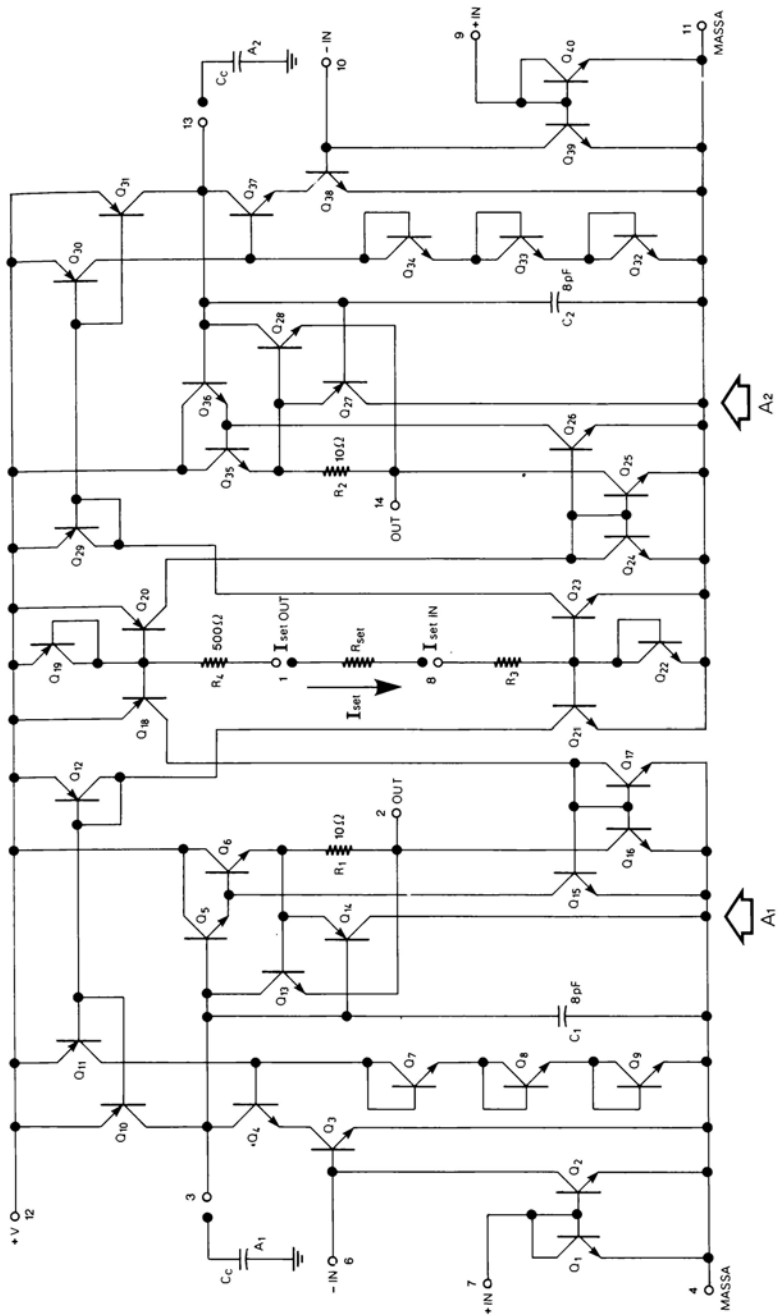 +V
12
Q10
Q11
Q12
Q18
Q19
Q20
Q29
Q30
Q31
Cc
A1
3
Q5
Q6
R1
10Ω
2
OUT
Q13
Q14
Q4
Q3
Q7
Q8
Q9
C1
8pF
- IN
6
7
+IN
Q1
Q2
4
MASSA
Q15
Q16
Q17
A1
R4
500Ω
1
I set OUT
Rset
Iset
8
I set IN
R3
Q21
Q22
Q23
Q35
Q36
R2
10Ω
14
OUT
Q28
Q27
Q24
Q25
Q26
C2
8pF
A2
Q37
Q38
Q34
Q33
Q32
13
Cc
A2
- IN
10
9
+IN
Q39
Q40
11
MASSA